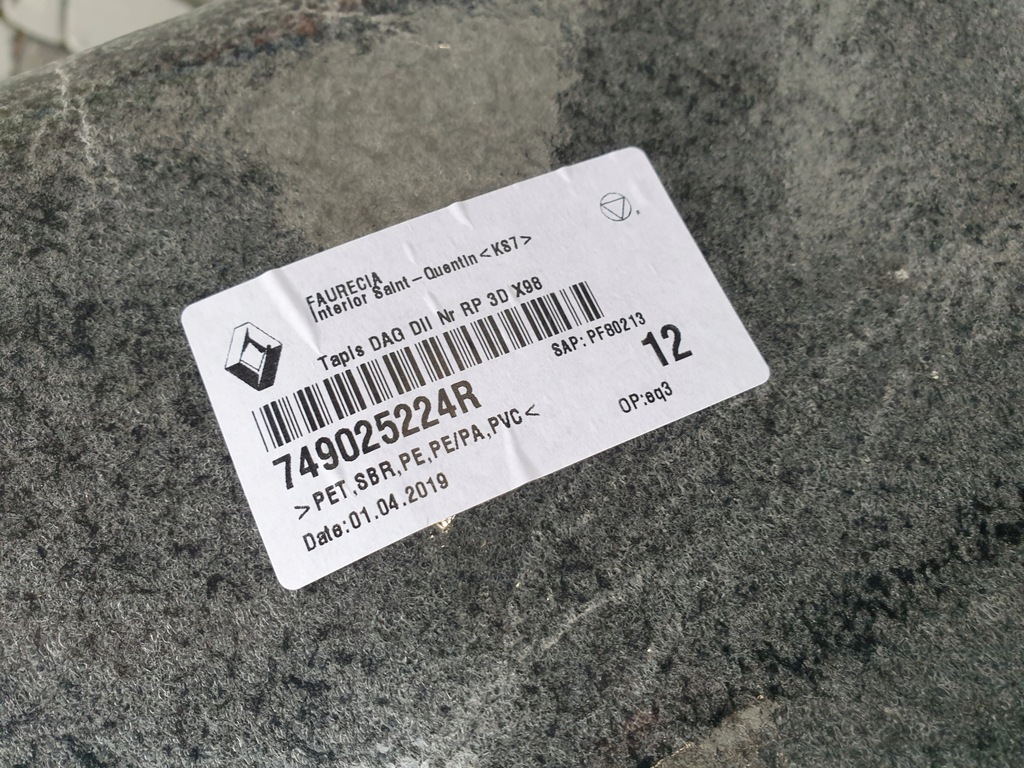 FAURECIA
Interior Saint-Quentin <KS7>
Tapis DAG DII Nr RP 3D X98
SAP: PF80213
749025224R
12
>PET,SBR,PE,PE/PA,PVC<
OP:eq3
Date:01.04.2019